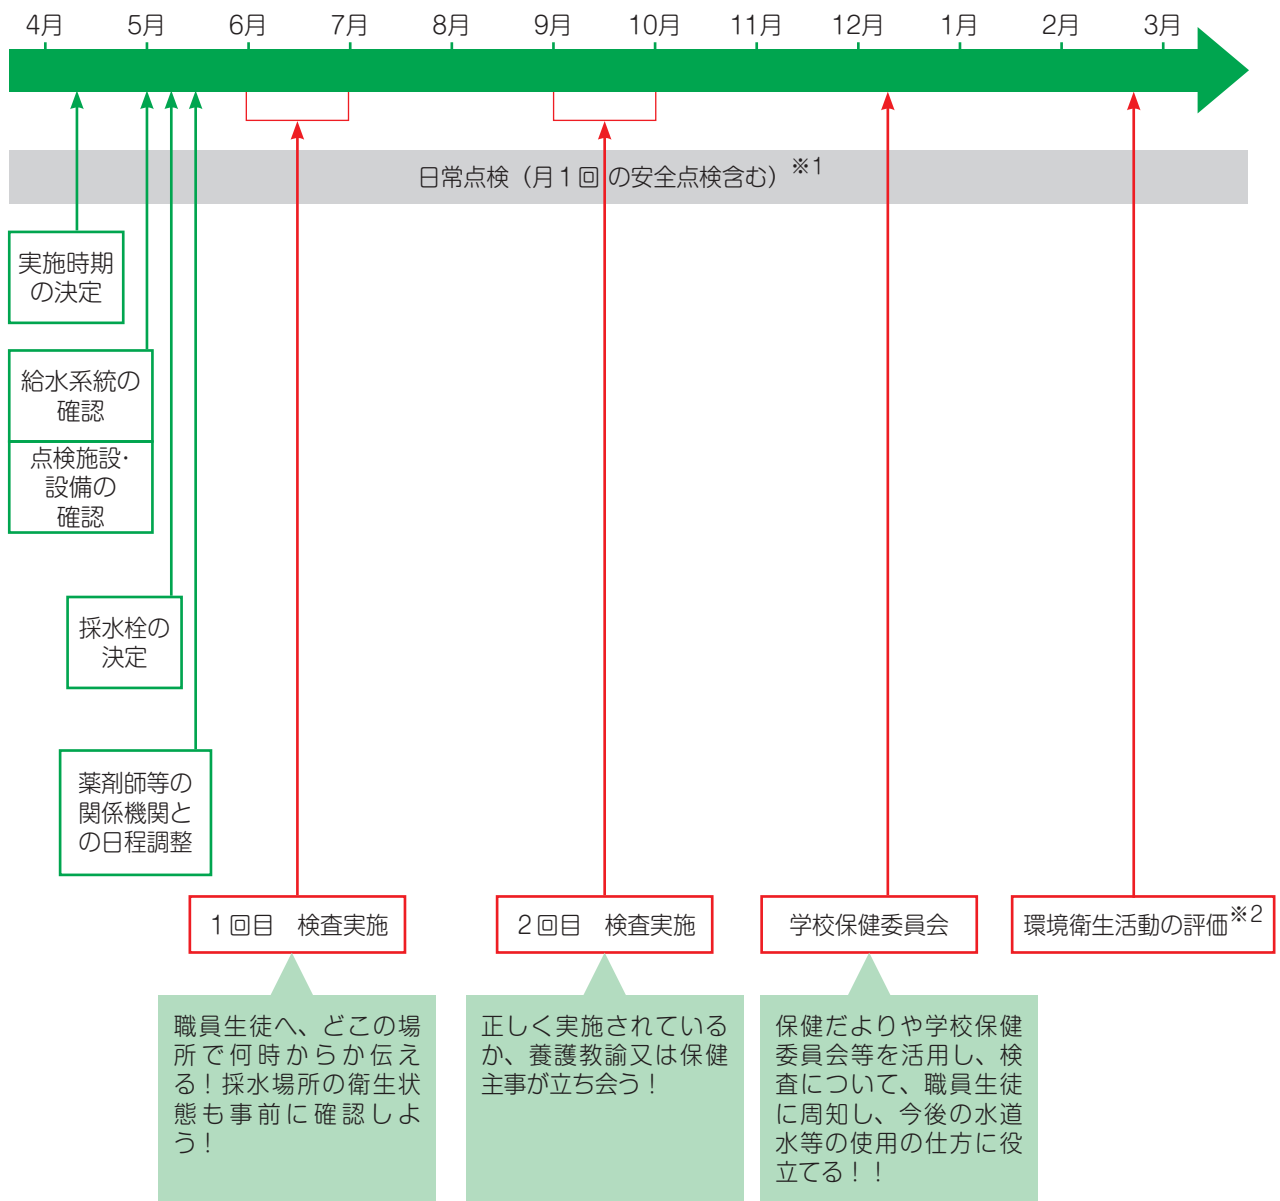 4月 5月 6月 7月 8月 9月 10月 11月 12月 1月 2月 3月
日常点検（月1回の安全点検含む）※1
実施時期
の決定
給水系統の
確認
点検施設・
設備の
確認
採水栓の
決定
薬剤師等の
関係機関と
の日程調整
1回目　検査実施
2回目　検査実施
学校保健委員会
環境衛生活動の評価※2
職員生徒へ、どこの場
所で何時からか伝え
る！採水場所の衛生状
態も事前に確認しよ
う！
正しく実施されている
か、養護教諭又は保健
主事が立ち会う！
保健だよりや学校保健
委員会等を活用し、検
査について、職員生徒
に周知し、今後の水道
水等の使用の仕方に役
立てる！！